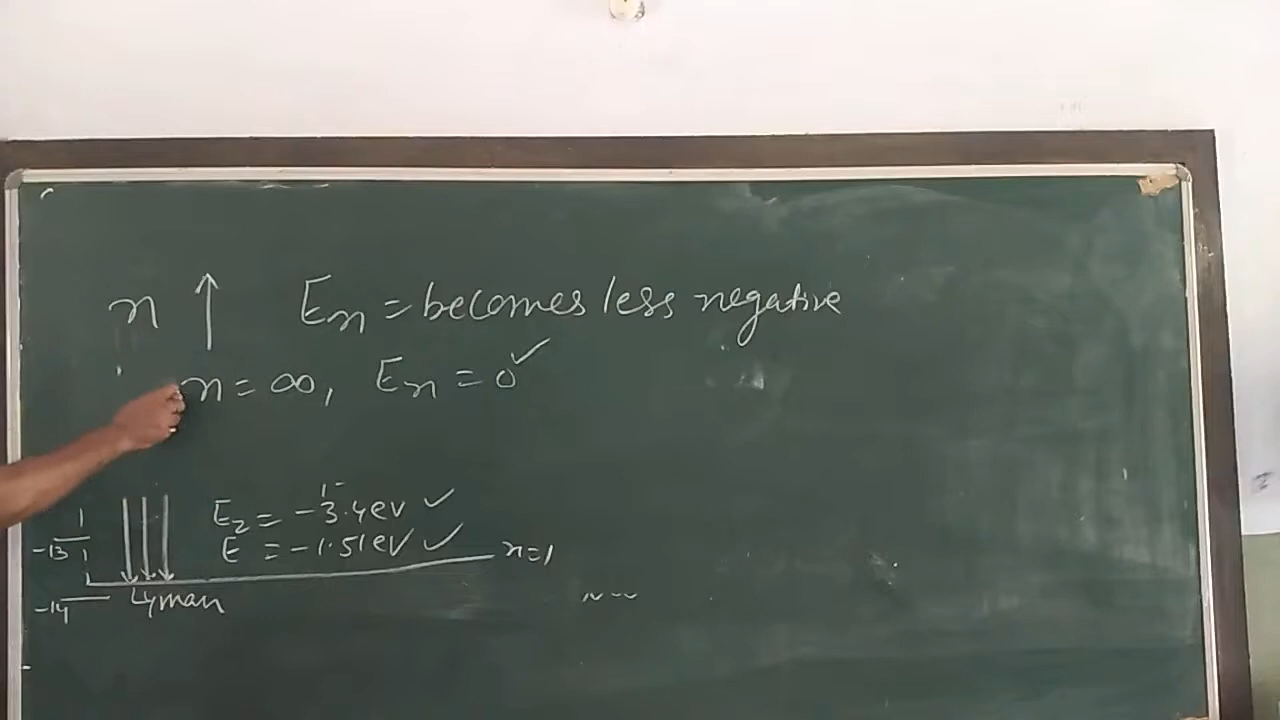 n ↑ En = becomes less negative
n = ∞, En = 0 ✓
E2 = -3.4ev ✓
-13
E = -1.51ev ✓
n=1
-14
Lyman